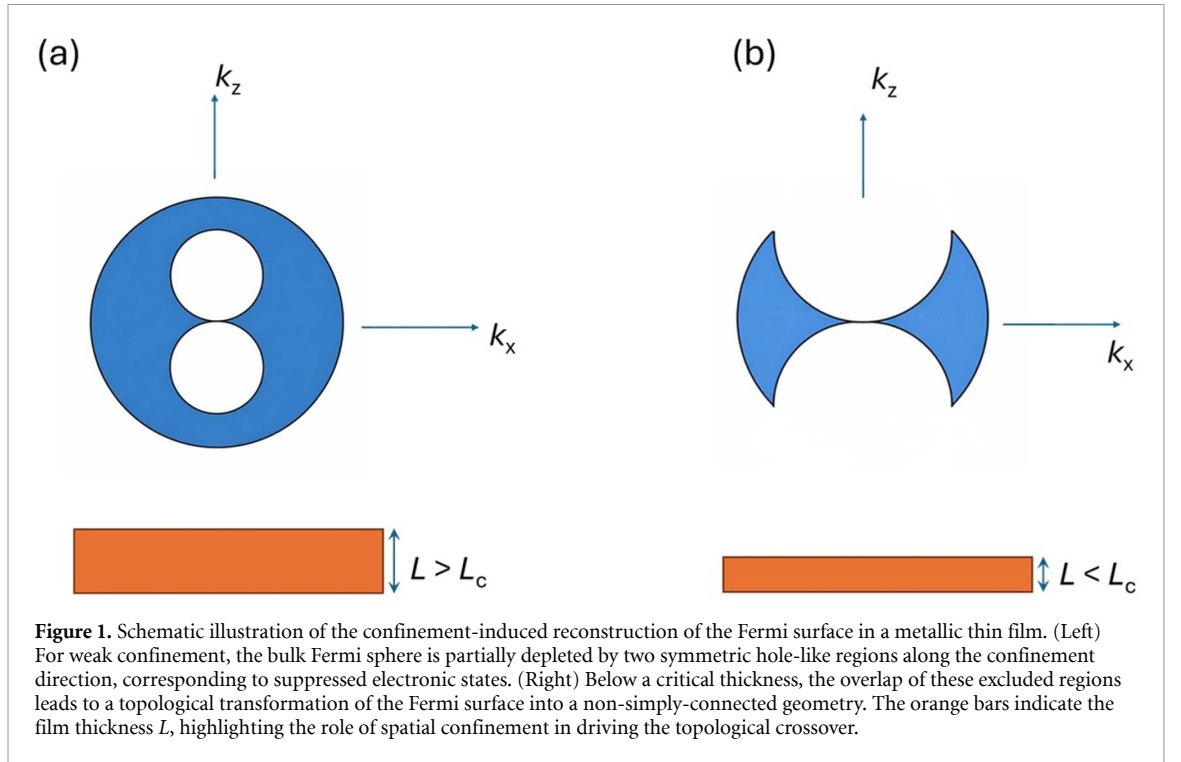 (a)
(b)
k_z
k_z
k_x
k_x
L > L_c
L < L_c
Figure 1. Schematic illustration of the confinement-induced reconstruction of the Fermi surface in a metallic thin film. (Left)
For weak confinement, the bulk Fermi sphere is partially depleted by two symmetric hole-like regions along the confinement
direction, corresponding to suppressed electronic states. (Right) Below a critical thickness, the overlap of these excluded regions
leads to a topological transformation of the Fermi surface into a non-simply-connected geometry. The orange bars indicate the
film thickness L, highlighting the role of spatial confinement in driving the topological crossover.